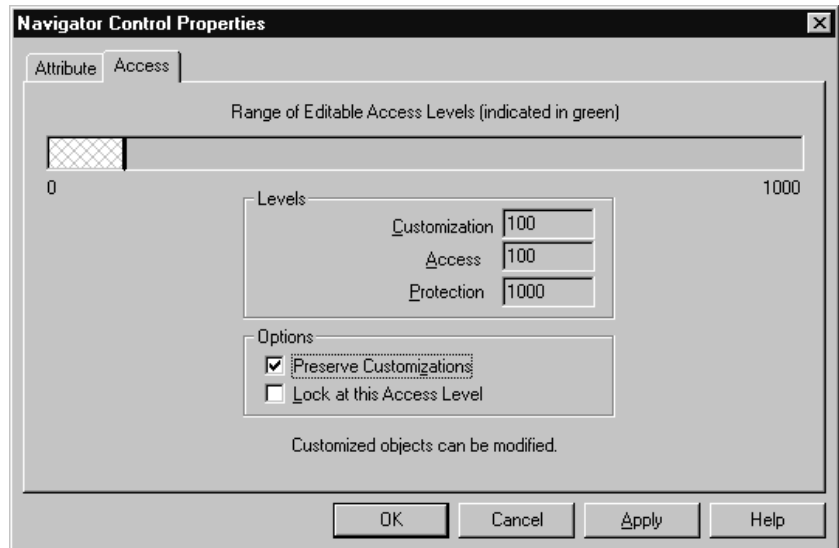 Navigator Control Properties
Attribute Access
Range of Editable Access Levels (indicated in green)
0 1000
Levels
Customization 100
Access 100
Protection 1000
Options
Preserve Customizations
Lock at this Access Level
Customized objects can be modified.
OK Cancel Apply Help